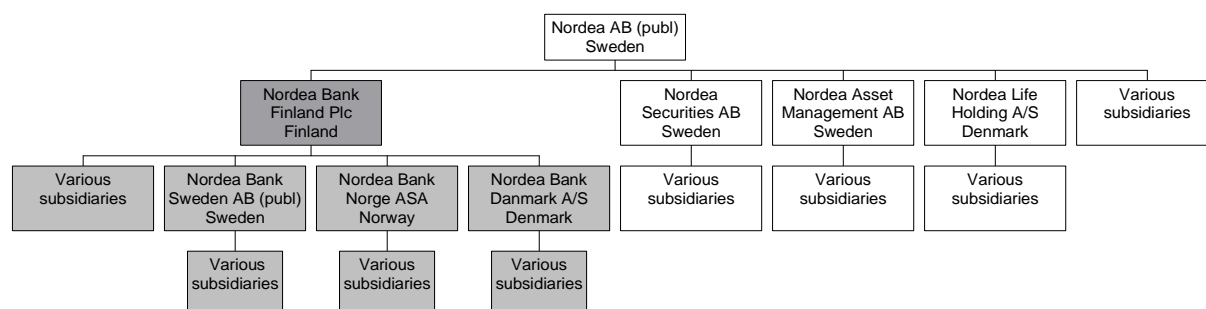 Nordea AB (publ)
Sweden
Nordea Bank
Finland Plc
Finland
Nordea
Securities AB
Sweden
Nordea Asset
Management AB
Sweden
Nordea Life
Holding A/S
Denmark
Various
subsidiaries
Various
subsidiaries
Nordea Bank
Sweden AB (publ)
Sweden
Nordea Bank
Norge ASA
Norway
Nordea Bank
Danmark A/S
Denmark
Various
subsidiaries
Various
subsidiaries
Various
subsidiaries
Various
subsidiaries
Various
subsidiaries
Various
subsidiaries